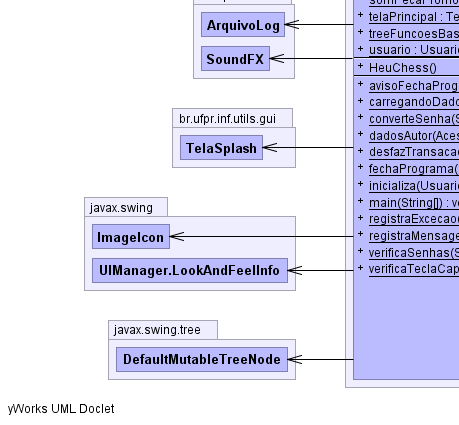 ArquivoLog
SoundFX
br.ufpr.inf.utils.gui
TelaSplash
javax.swing
ImageIcon
UIManager.LookAndFeelInfo
javax.swing.tree
DefaultMutableTreeNode
+ telaPrincipal : Te
+ treeFuncoesBas
+ usuario : Usuari
+ HeuChess()
+ avisoFechaProg
+ carregandoDado
+ converteSenha(S
+ dadosAutor(Aces
+ desfazTransacao
+ fechaPrograma(
+ inicializa(Usuari
+ main(String[]) : v
+ registraExcecao(
+ registraMensage
+ verificaSenhas(S
+ verificaTeclaCap
yWorks UML Doclet